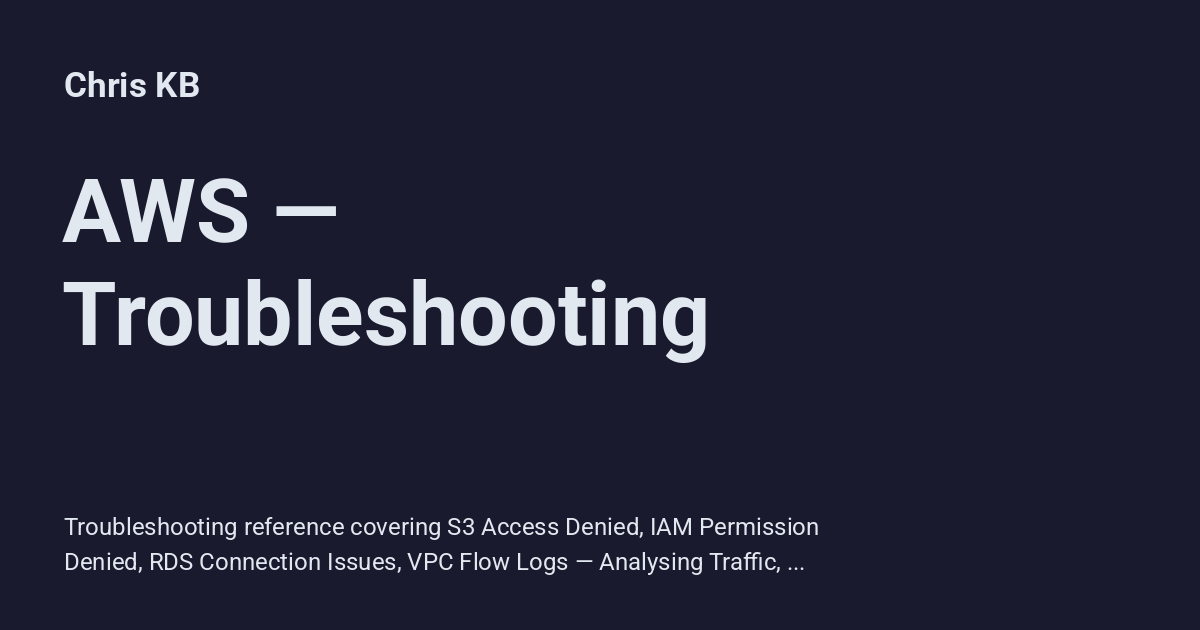 Chris KB
AWS —
Troubleshooting
Troubleshooting reference covering S3 Access Denied, IAM Permission
Denied, RDS Connection Issues, VPC Flow Logs — Analysing Traffic, ...